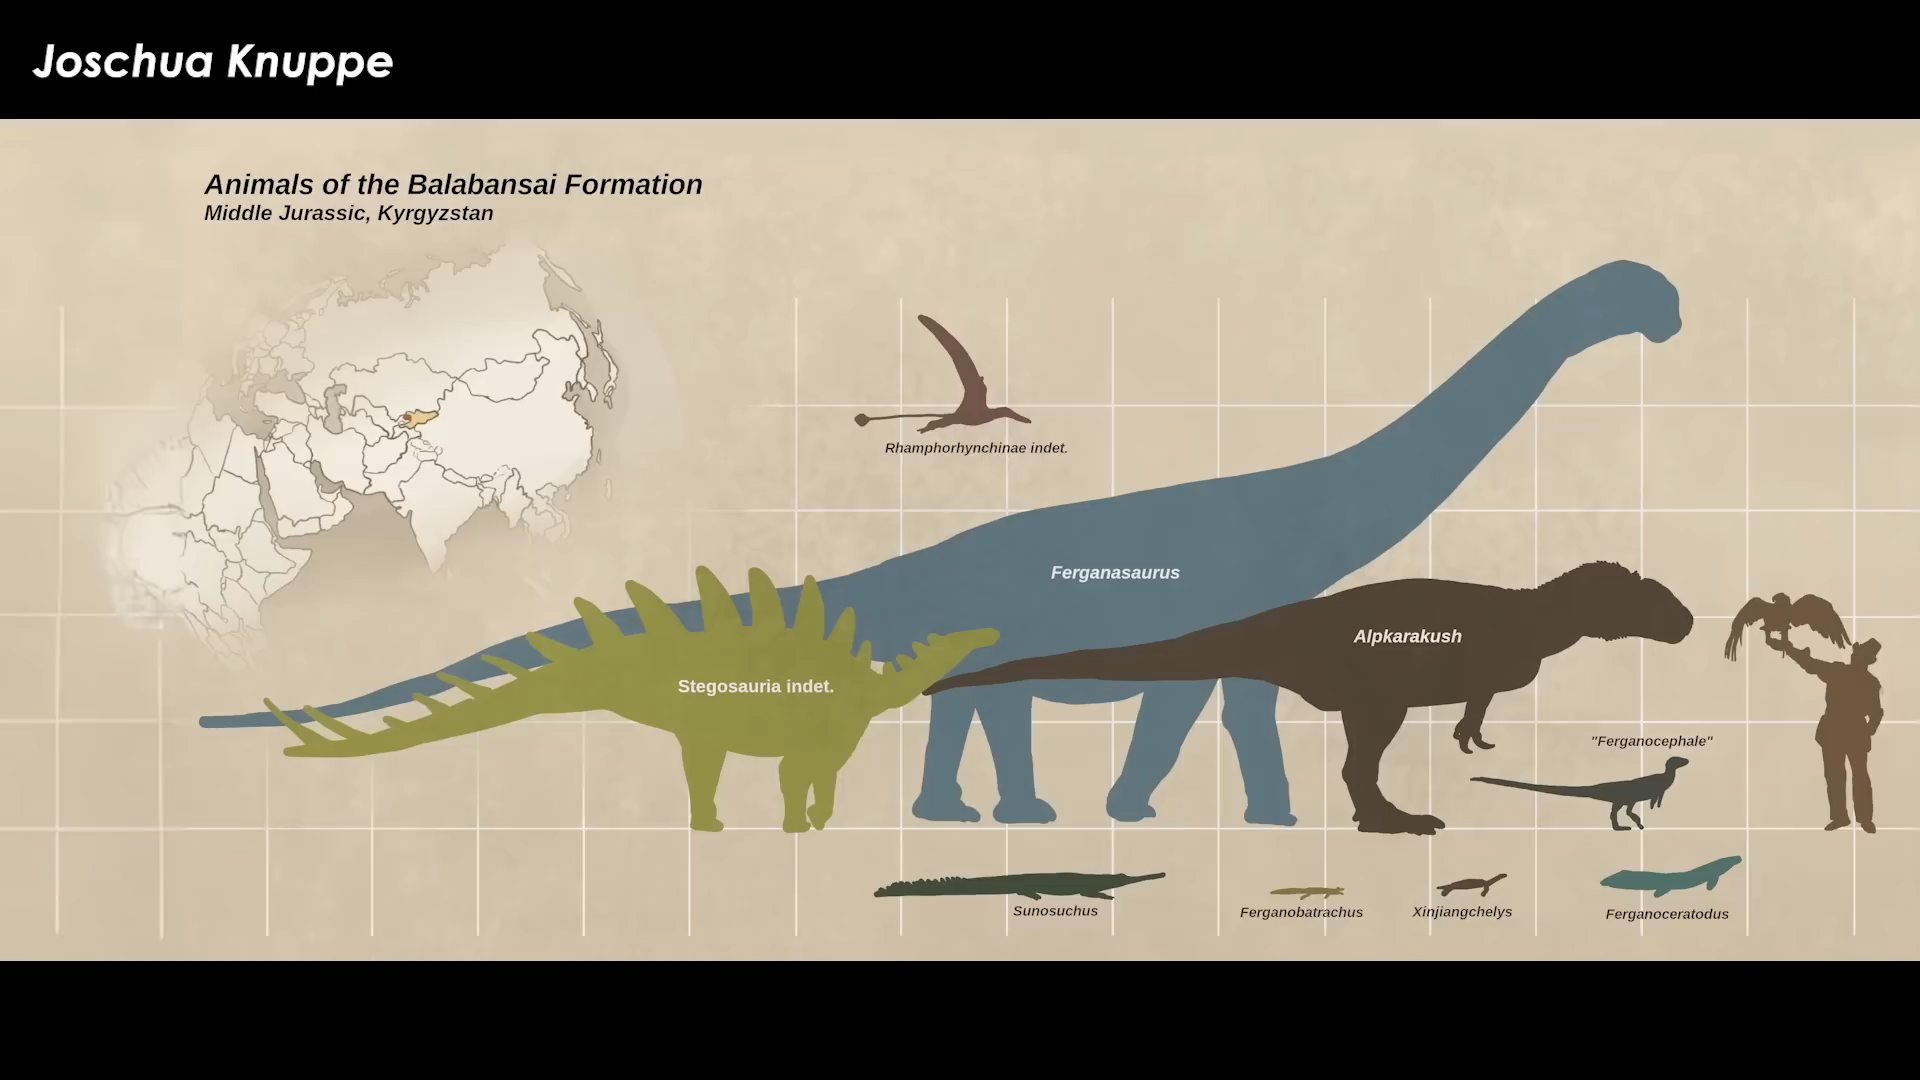 Joschua Knuppe
Animals of the Balabansai Formation
Middle Jurassic, Kyrgyzstan
Rhamphorhynchinae indet.
Ferganasaurus
Alpkarakush
Stegosauria indet.
"Ferganocephale"
Sunosuchus
Ferganobatrachus
Xinjiangchelys
Ferganoceratodus